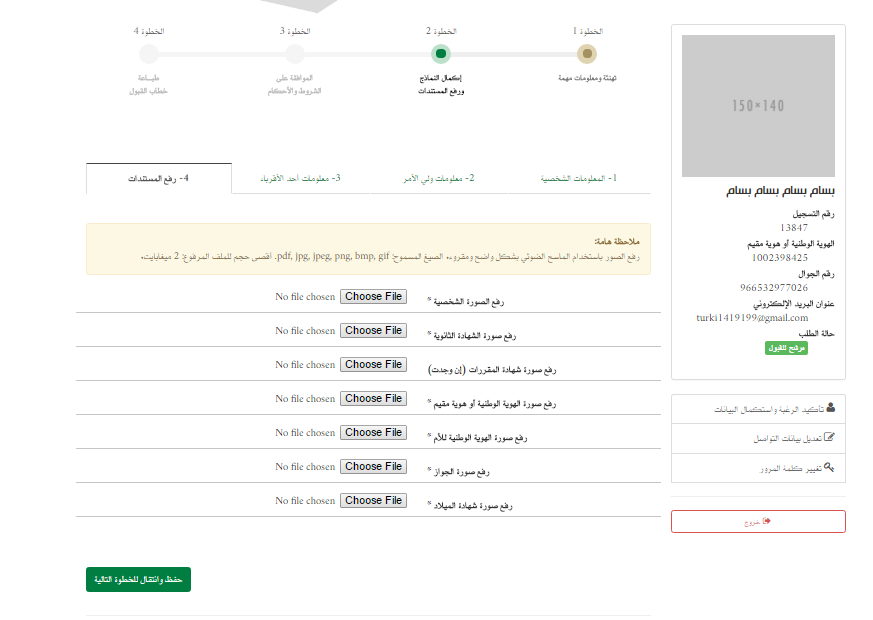 الخطوة 1
الخطوة 2
الخطوة 3
الخطوة 4
تهنئة ومعلومات مهمة
إكمال النماذج
ورفع المستندات
الموافقة على
الشروط والأحكام
طباعة
خطاب القبول
150×140
بسام بسام بسام بسام
رقم التسجيل
13847
الهوية الوطنية أو هوية مقيم
1002398425
رقم الجوال
966532977026
عنوان البريد الإلكتروني
turki1419199@gmail.com
حالة الطلب
مرشح للقبول
تأكيد الرغبة واستكمال البيانات
تعديل بيانات التواصل
تغيير كلمة المرور
خروج
1- المعلومات الشخصية
2- معلومات ولي الأمر
3- معلومات أحد الأقرباء
4- رفع المستندات
ملاحظة هامة:
رفع الصور باستخدام الماسح الضوئي بشكل واضح ومقروء. الصيغ المسموح: pdf, jpg, jpeg, png, bmp, gif. أقصى حجم للملف المرفوع: 2 ميغابايت.
رفع الصورة الشخصية * Choose File No file chosen
رفع صورة الشهادة الثانوية * Choose File No file chosen
رفع صورة شهادة المقررات (إن وجدت) Choose File No file chosen
رفع صورة الهوية الوطنية أو هوية مقيم * Choose File No file chosen
رفع صورة الهوية الوطنية للأم * Choose File No file chosen
رفع صورة الجواز * Choose File No file chosen
رفع صورة شهادة الميلاد * Choose File No file chosen
حفظ وانتقال للخطوة التالية